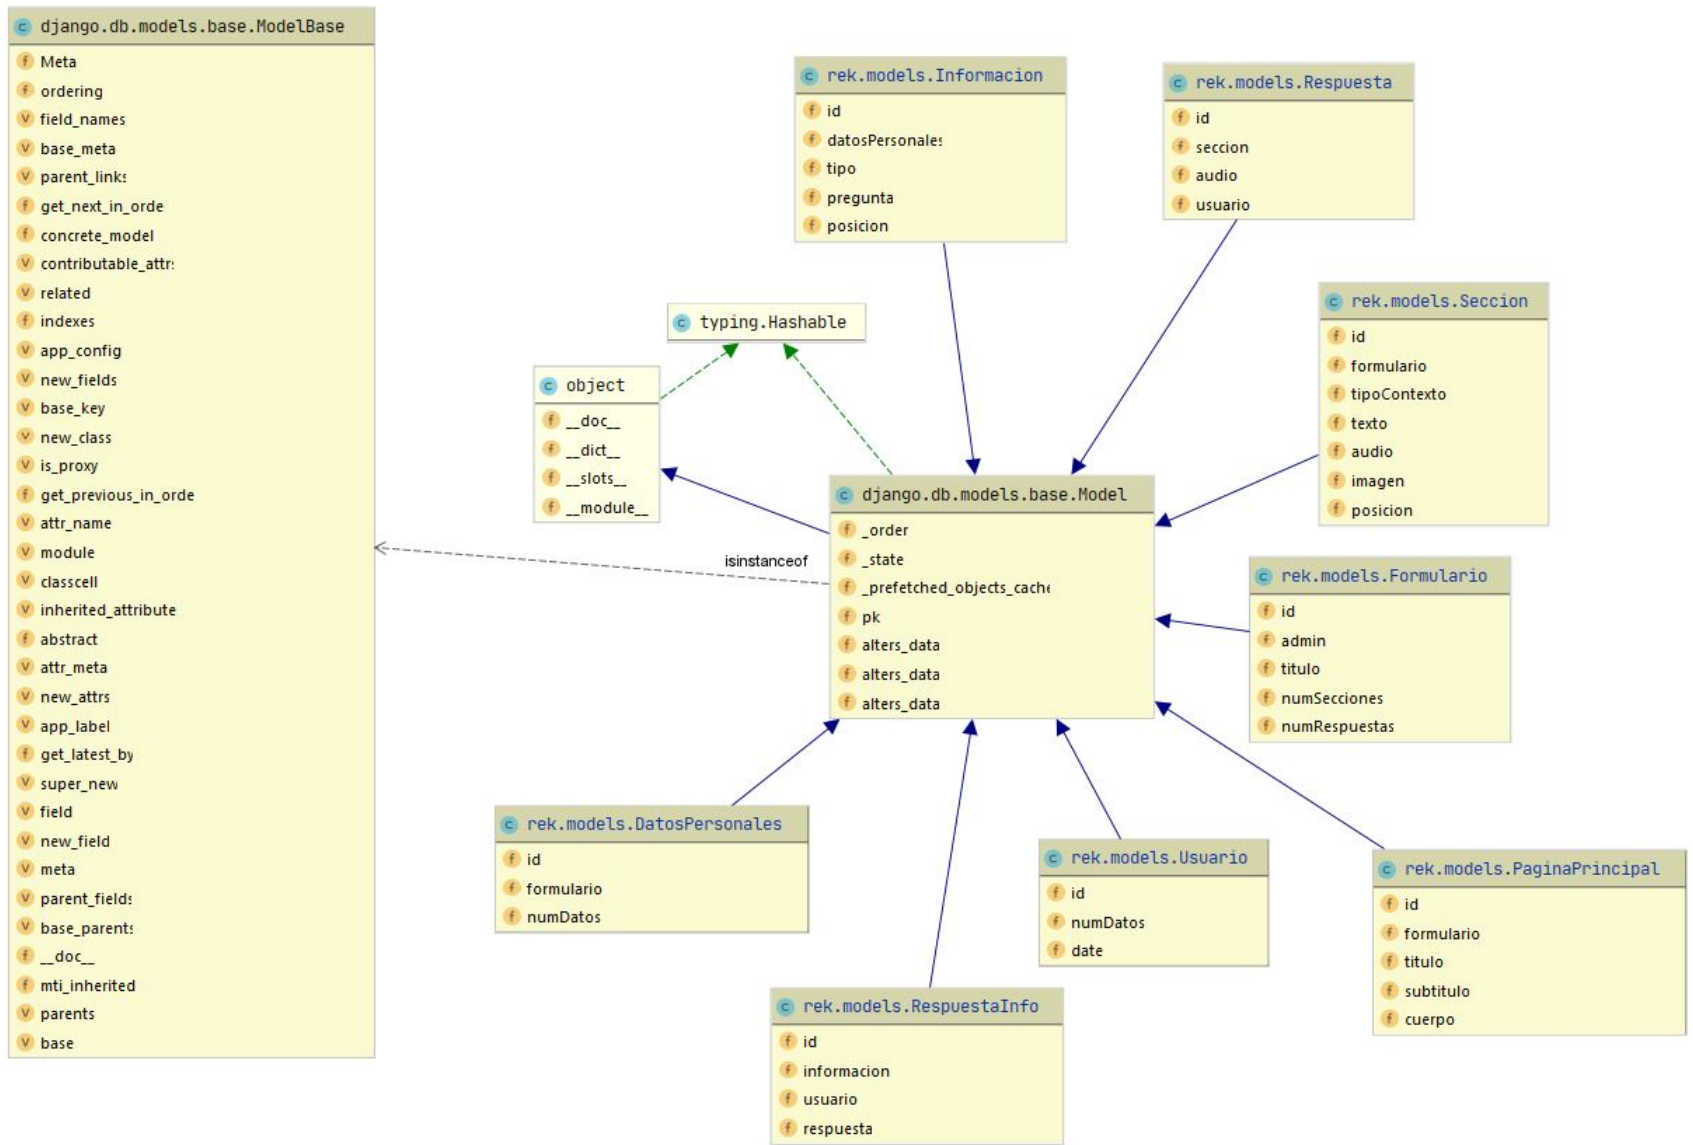 django.db.models.base.ModelBase
Meta
ordering
field_names
base_meta
parent_links
get_next_in_orde
concrete_model
contributable_attrs
related
indexes
app_config
new_fields
base_key
new_class
is_proxy
get_previous_in_orde
attr_name
module
classcell
inherited_attribute
abstract
attr_meta
new_attrs
app_label
get_latest_by
super_new
field
new_field
meta
parent_fields
base_parents
__doc__
mti_inherited
parents
base
rek.models.Informacion
id
datosPersonales
tipo
pregunta
posicion
rek.models.Respuesta
id
seccion
audio
usuario
typing.Hashable
object
__doc__
__dict__
__slots__
__module__
rek.models.Seccion
id
formulario
tipoContexto
texto
audio
imagen
posicion
isinstanceof
django.db.models.base.Model
_order
_state
_prefetched_objects_cache
pk
alters_data
alters_data
alters_data
rek.models.Formulario
id
admin
titulo
numSecciones
numRespuestas
rek.models.DatosPersonales
id
formulario
numDatos
rek.models.Usuario
id
numDatos
date
rek.models.PaginaPrincipal
id
formulario
titulo
subtitulo
cuerpo
rek.models.RespuestaInfo
id
informacion
usuario
respuesta